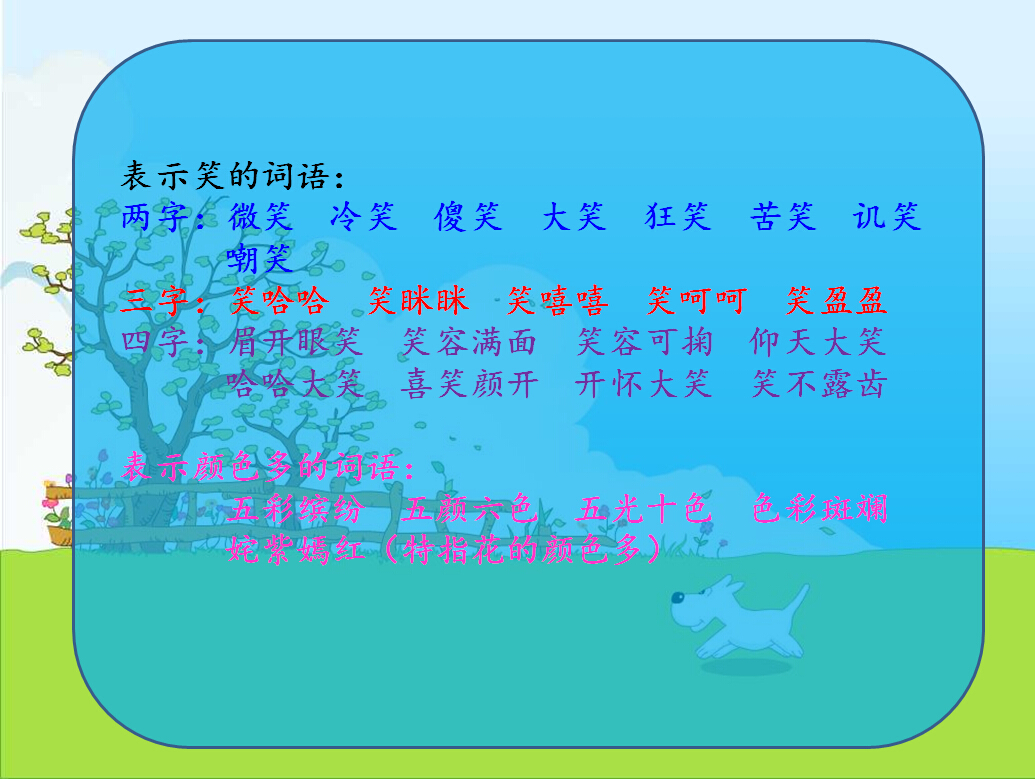 表示笑的词语：
两字：微笑 冷笑 傻笑 大笑 狂笑 苦笑 讥笑
嘲笑
三字：笑哈哈 笑眯眯 笑嘻嘻 笑呵呵 笑盈盈
四字：眉开眼笑 笑容满面 笑容可掬 仰天大笑
哈哈大笑 喜笑颜开 开怀大笑 笑不露齿
表示颜色多的词语：
五彩缤纷 五颜六色 五光十色 色彩斑斓
姹紫嫣红（特指花的颜色多）